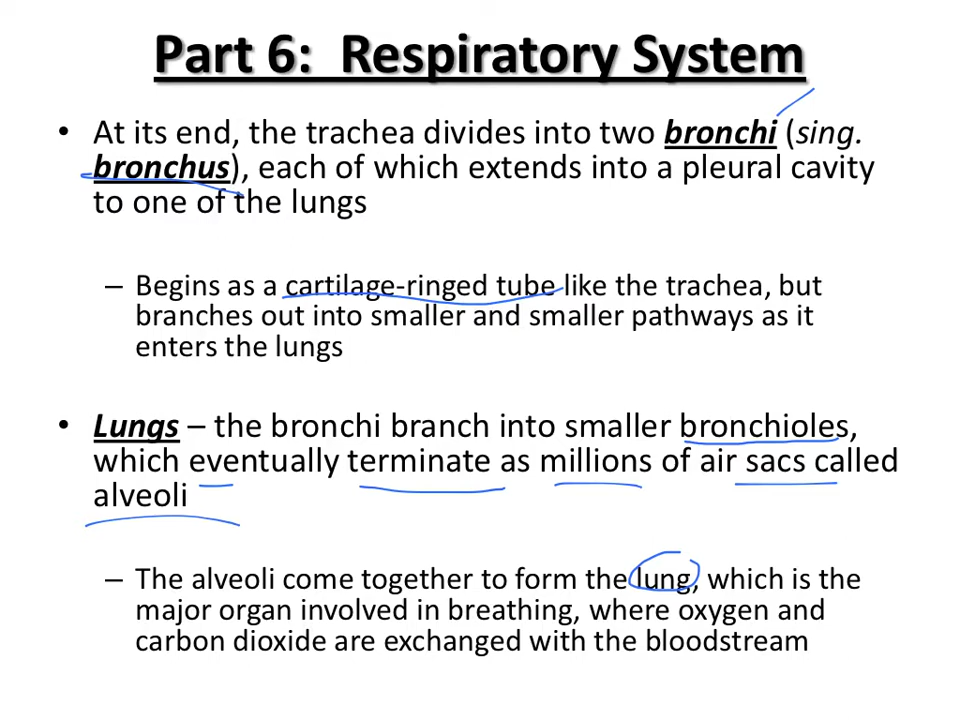 Part 6: Respiratory System
• At its end, the trachea divides into two bronchi (sing.
bronchus), each of which extends into a pleural cavity
to one of the lungs
– Begins as a cartilage-ringed tube like the trachea, but
branches out into smaller and smaller pathways as it
enters the lungs
• Lungs – the bronchi branch into smaller bronchioles,
which eventually terminate as millions of air sacs called
alveoli
– The alveoli come together to form the lung, which is the
major organ involved in breathing, where oxygen and
carbon dioxide are exchanged with the bloodstream